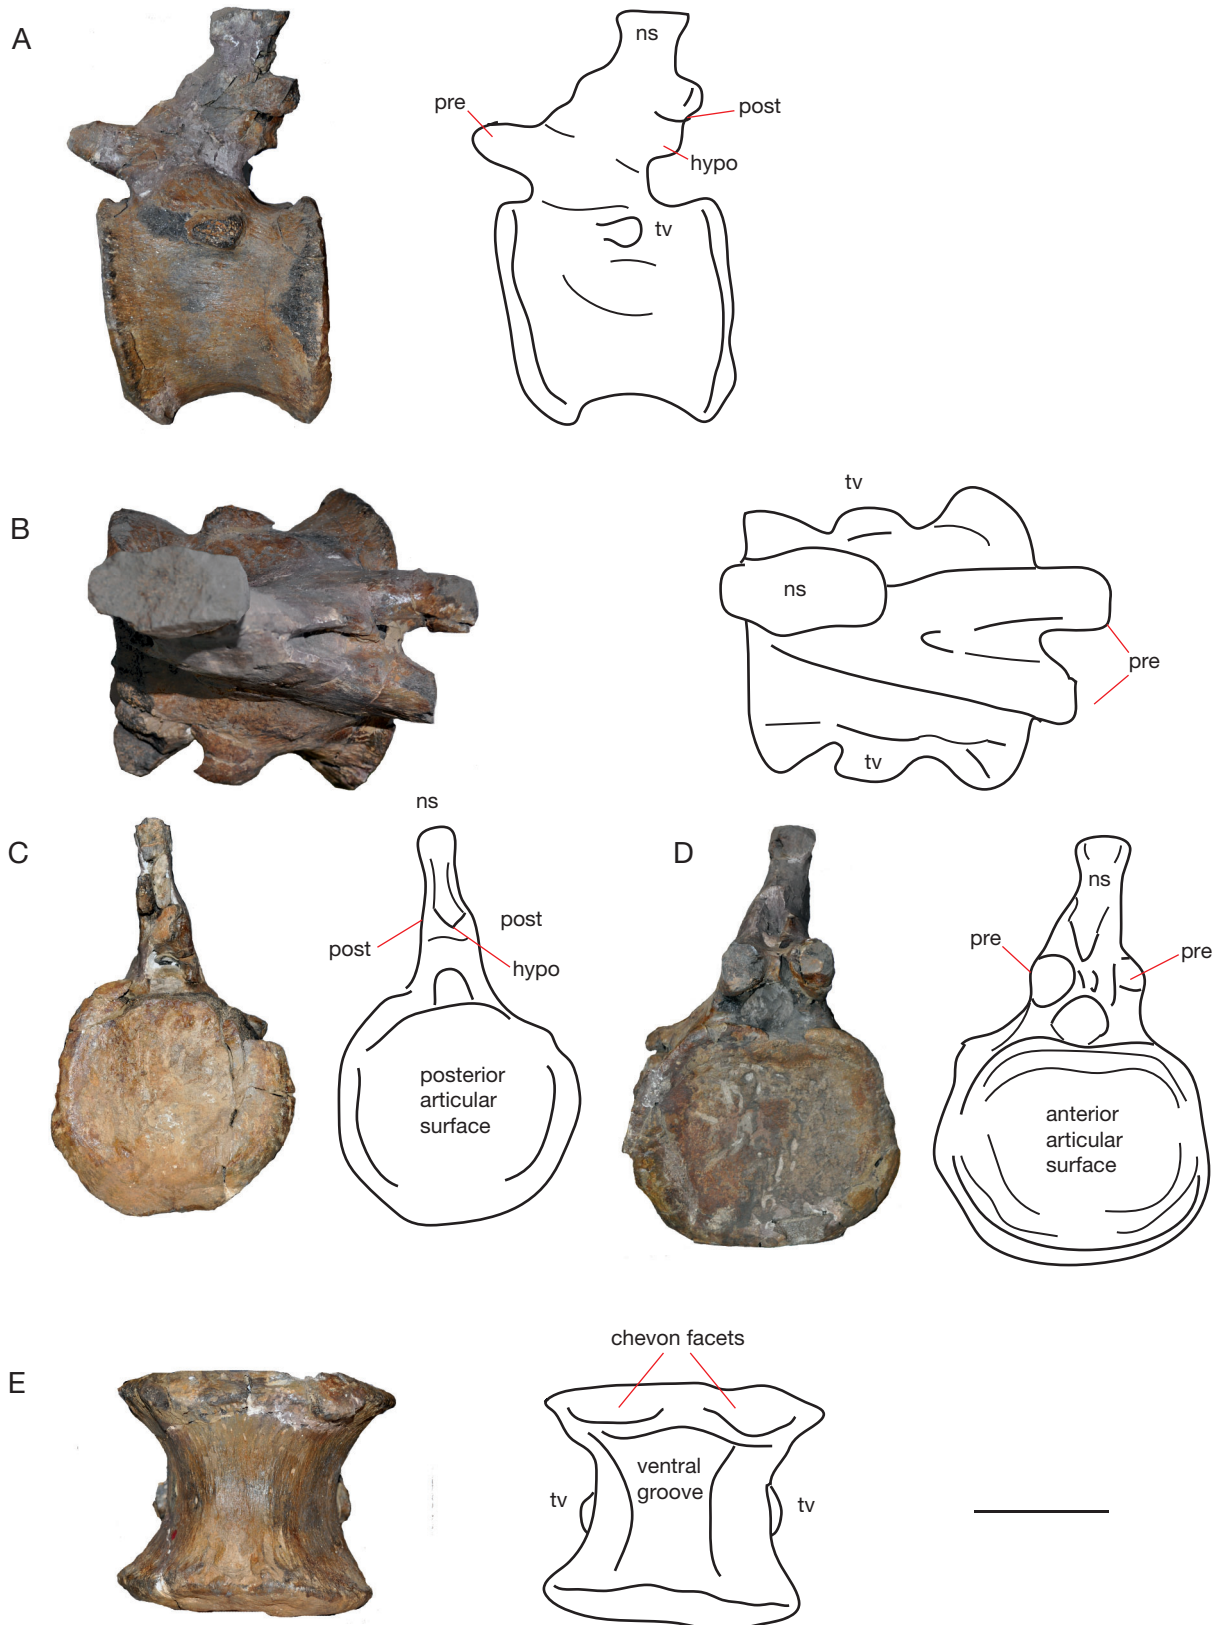 A
ns
pre
post
hypo
tv
B
tv
ns
pre
tv
C
ns
post
post
hypo
posterior
articular
surface
D
ns
pre
pre
anterior
articular
surface
E
chevon facets
ventral
groove
tv
tv